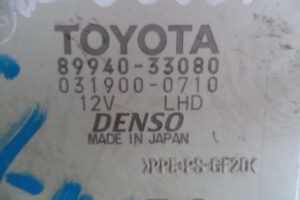 TOYOTA
89940-33080
031900-0710
12V LHD
DENSO
MADE IN JAPAN
>PPE+PS-GF20<